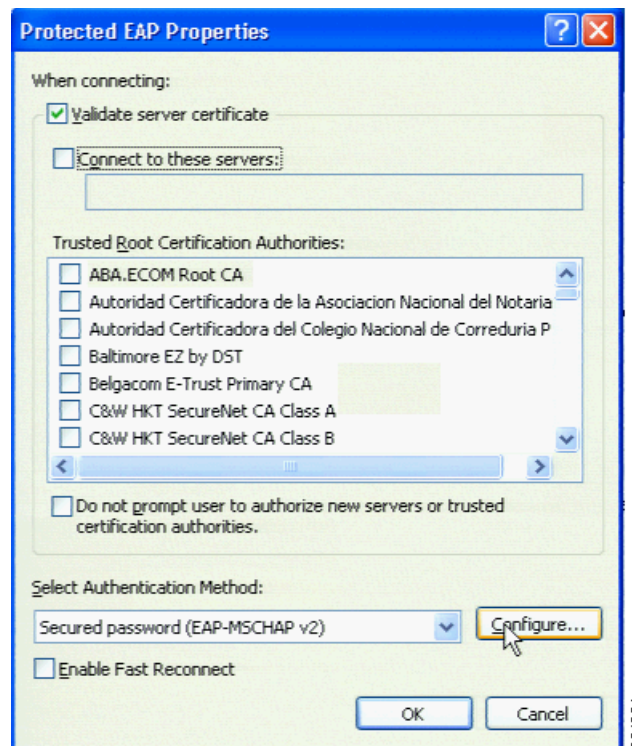 Protected EAP Properties
When connecting:
Validate server certificate
Connect to these servers:
Trusted Root Certification Authorities:
ABA.ECOM Root CA
Autoridad Certificadora de la Asociacion Nacional del Notaria
Autoridad Certificadora del Colegio Nacional de Correduria P
Baltimore EZ by DST
Belgacom E-Trust Primary CA
C&W HKT SecureNet CA Class A
C&W HKT SecureNet CA Class B
Do not prompt user to authorize new servers or trusted
certification authorities.
Select Authentication Method:
Secured password (EAP-MSCHAP v2)
Configure...
Enable Fast Reconnect
OK
Cancel